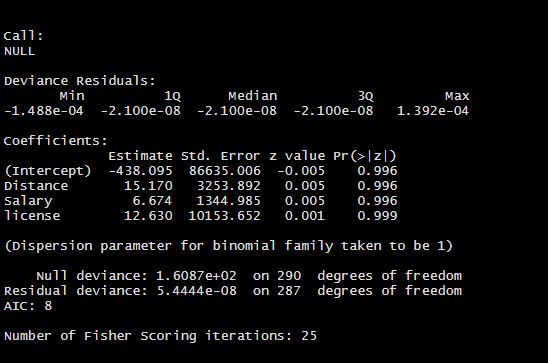 Call:
NULL
Deviance Residuals:
Min 1Q Median 3Q Max
-1.488e-04 -2.100e-08 -2.100e-08 -2.100e-08 1.392e-04
Coefficients:
Estimate Std. Error z value Pr(>|z|)
(Intercept) -438.095 86635.006 -0.005 0.996
Distance 15.170 3253.892 0.005 0.996
Salary 6.674 1344.985 0.005 0.996
license 12.630 10153.652 0.001 0.999
(Dispersion parameter for binomial family taken to be 1)
Null deviance: 1.6087e+02 on 290 degrees of freedom
Residual deviance: 5.4444e-08 on 287 degrees of freedom
AIC: 8
Number of Fisher Scoring iterations: 25